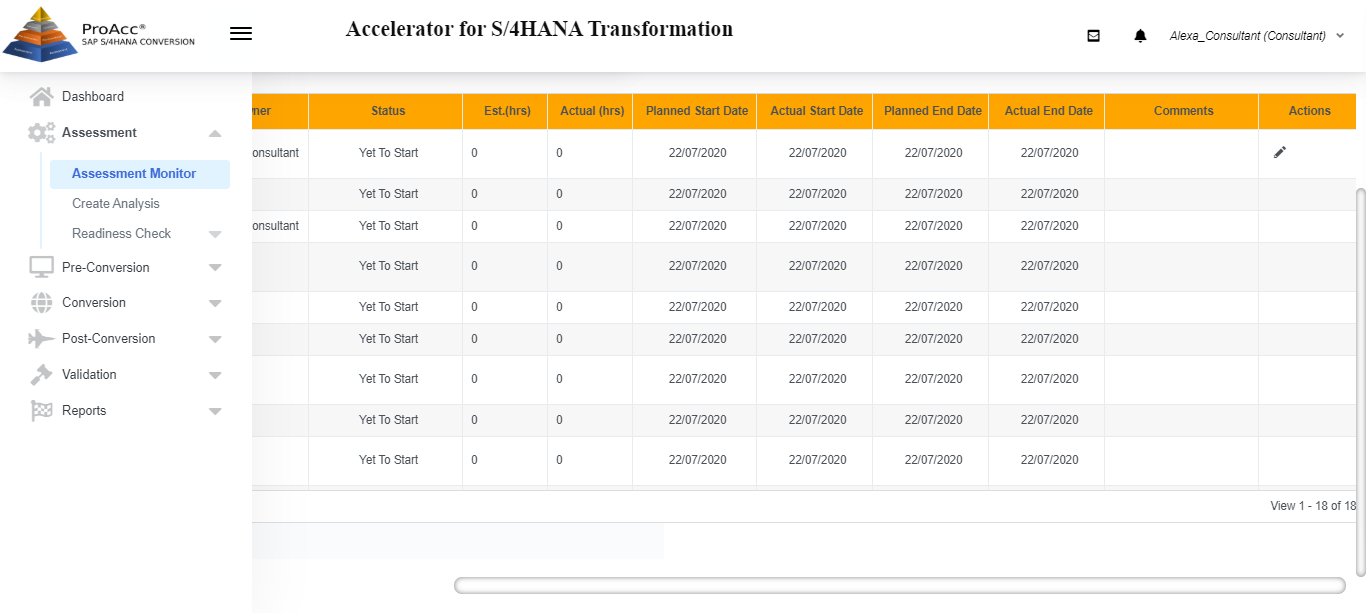 ProAcc®
SAP S/4HANA CONVERSION
Accelerator for S/4HANA Transformation
Alexa_Consultant (Consultant)
Dashboard
Assessment
Assessment Monitor
Create Analysis
Readiness Check
Pre-Conversion
Conversion
Post-Conversion
Validation
Reports
ner Status Est.(hrs) Actual (hrs) Planned Start Date Actual Start Date Planned End Date Actual End Date Comments Actions
onsultant Yet To Start 0 0 22/07/2020 22/07/2020 22/07/2020 22/07/2020
Yet To Start 0 0 22/07/2020 22/07/2020 22/07/2020 22/07/2020
onsultant Yet To Start 0 0 22/07/2020 22/07/2020 22/07/2020 22/07/2020
Yet To Start 0 0 22/07/2020 22/07/2020 22/07/2020 22/07/2020
Yet To Start 0 0 22/07/2020 22/07/2020 22/07/2020 22/07/2020
Yet To Start 0 0 22/07/2020 22/07/2020 22/07/2020 22/07/2020
Yet To Start 0 0 22/07/2020 22/07/2020 22/07/2020 22/07/2020
Yet To Start 0 0 22/07/2020 22/07/2020 22/07/2020 22/07/2020
Yet To Start 0 0 22/07/2020 22/07/2020 22/07/2020 22/07/2020
View 1 - 18 of 18